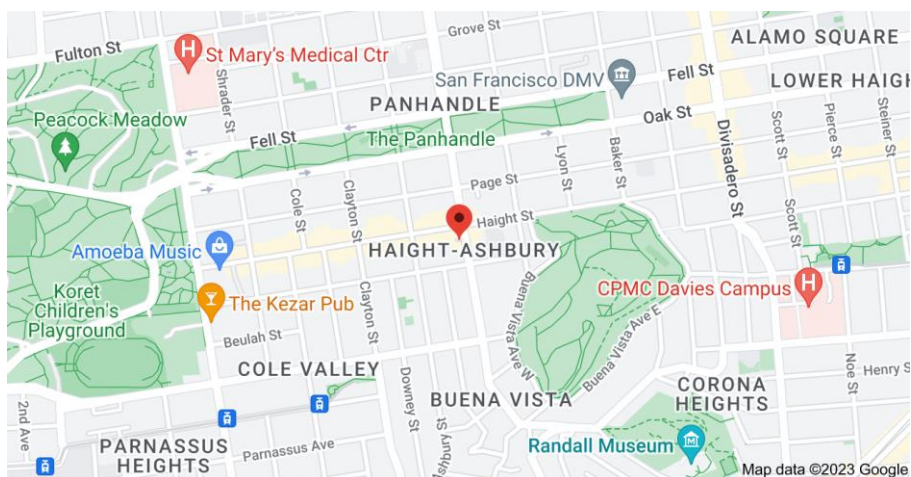 Grove St
ALAMO SQUARE
Fulton St
H
St Mary's Medical Ctr
Fell St
San Francisco DMV
LOWER HAIGH
Shrader St
PANHANDLE
Oak St
Peacock Meadow
Fell St
The Panhandle
Divisadero St
Scott St
Pierce St
Steiner St
Lyon St
Baker St
Page St
Cole St
Clayton St
Haight St
Scott St
Amoeba Music
HAIGHT-ASHBURY
CPMC Davies Campus
H
Koret
Children's
Playground
The Kezar Pub
Buena Vista Ave W
Clayton St
Beulah St
Buena Vista Ave E
COLE VALLEY
Downey St
Noe St
Henry S
CORONA
HEIGHTS
BUENA VISTA
2nd Ave
Ashbury St
PARNASSUS
HEIGHTS
Parnassus Ave
Randall Museum
M
Map data ©2023 Google